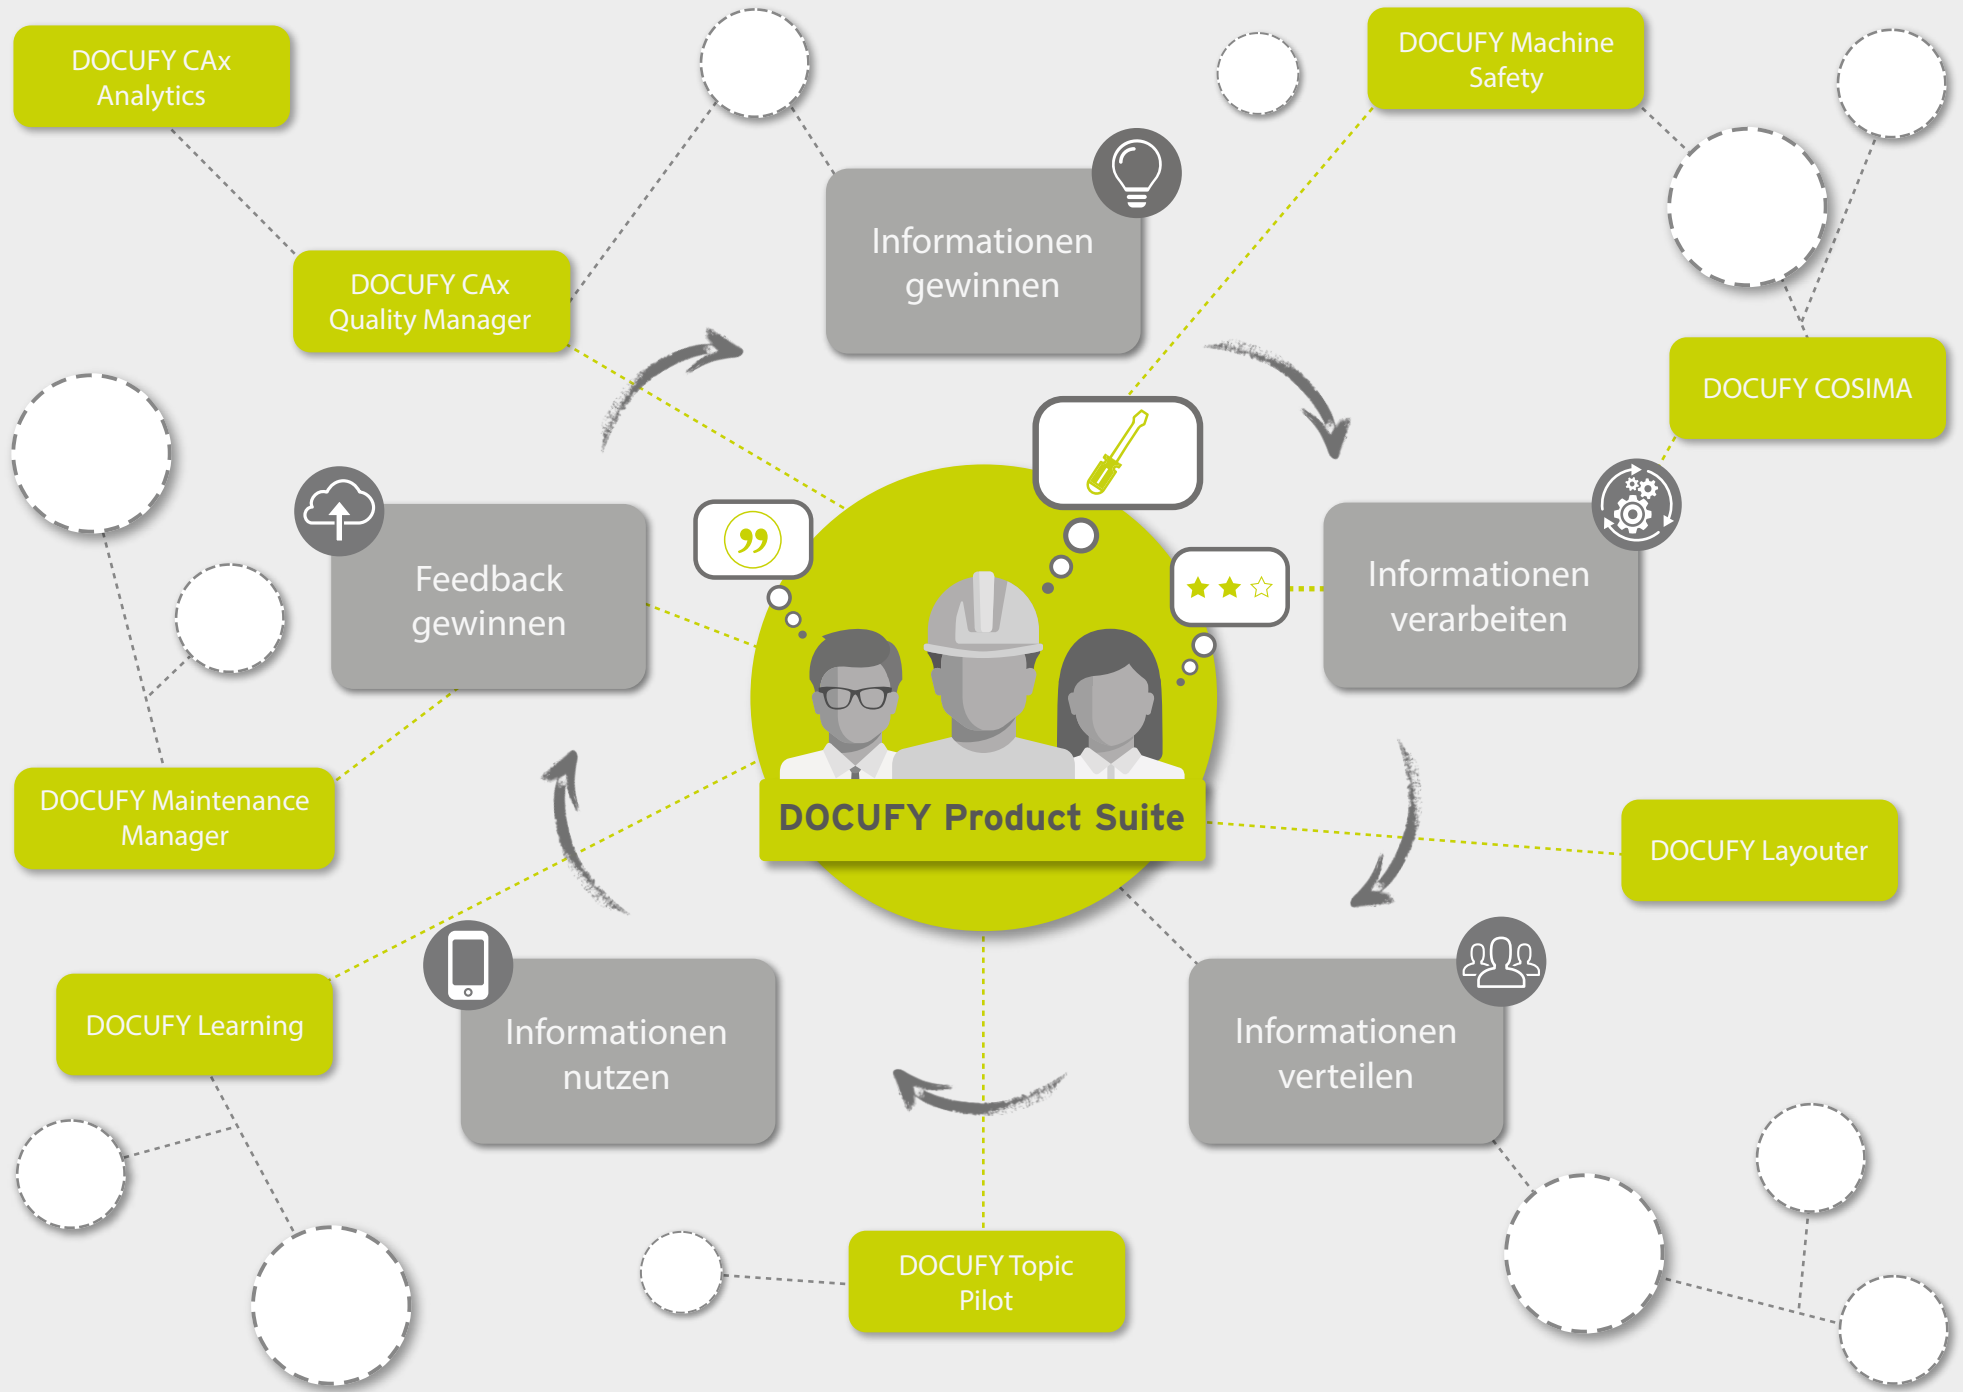 DOCUFY CAx
Analytics
DOCUFY Machine
Safety
Informationen
gewinnen
DOCUFY CAx
Quality Manager
DOCUFY COSIMA
Feedback
gewinnen
Informationen
verarbeiten
DOCUFY Maintenance
Manager
DOCUFY Product Suite
DOCUFY Layouter
DOCUFY Learning
Informationen
nutzen
Informationen
verteilen
DOCUFY Topic
Pilot